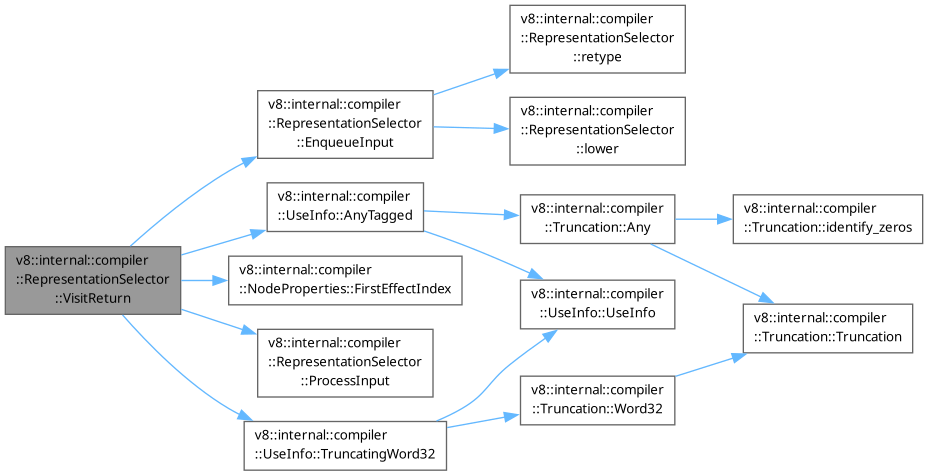 v8::internal::compiler
::RepresentationSelector
::VisitReturn
v8::internal::compiler
::RepresentationSelector
::EnqueueInput
v8::internal::compiler
::RepresentationSelector
::retype
v8::internal::compiler
::RepresentationSelector
::lower
v8::internal::compiler
::UseInfo::AnyTagged
v8::internal::compiler
::Truncation::Any
v8::internal::compiler
::Truncation::identify_zeros
v8::internal::compiler
::NodeProperties::FirstEffectIndex
v8::internal::compiler
::UseInfo::UseInfo
v8::internal::compiler
::Truncation::Truncation
v8::internal::compiler
::RepresentationSelector
::ProcessInput
v8::internal::compiler
::Truncation::Word32
v8::internal::compiler
::UseInfo::TruncatingWord32